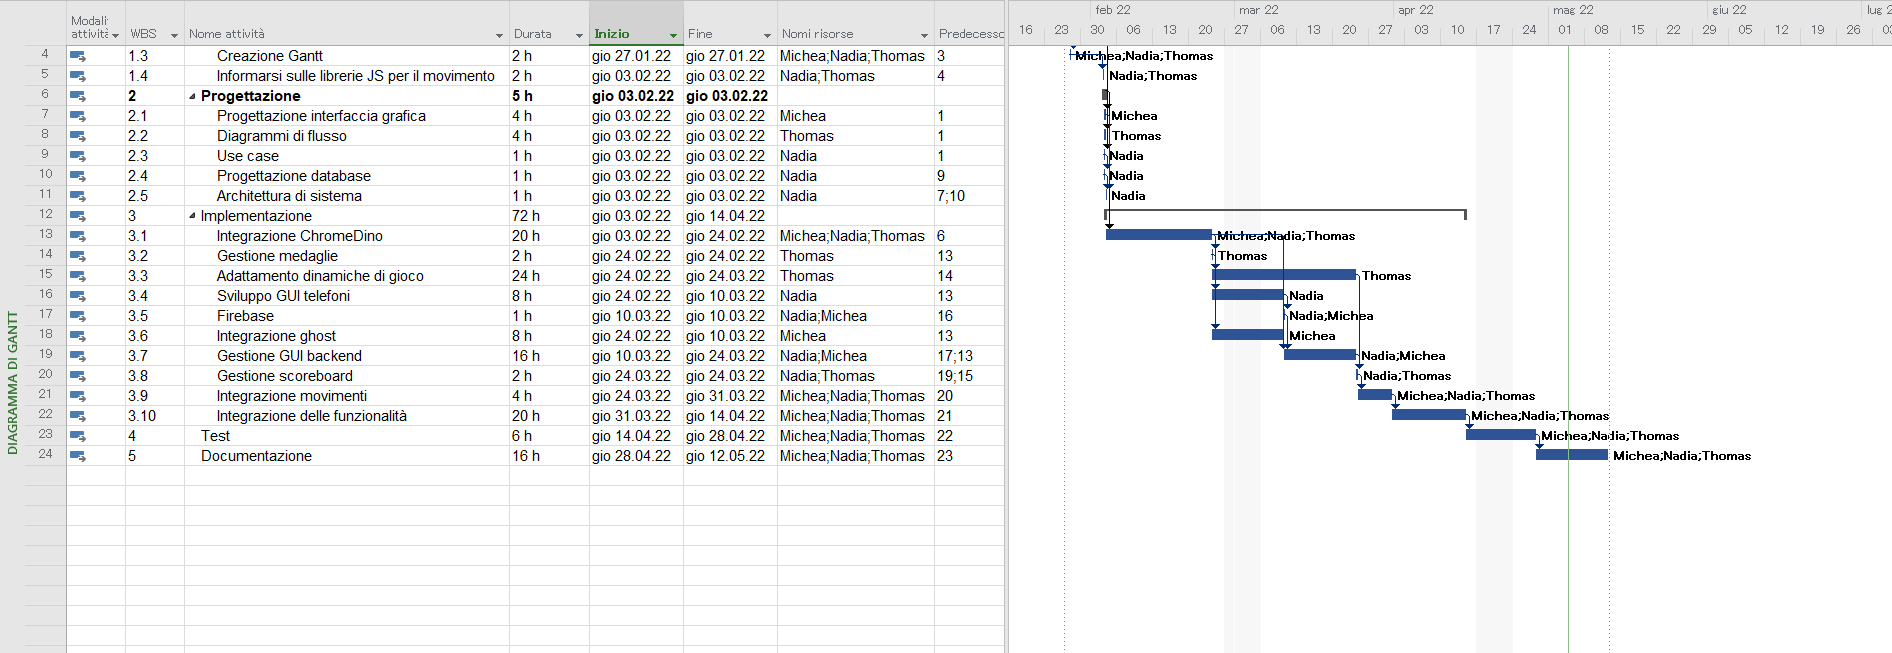 Modali attività WBS Nome attività Durata Inizio Fine Nomi risorse Predecesso
feb 22 mar 22 apr 22 mag 22 giu 22 lug 2
16 23 30 06 13 20 27 06 13 20 27 03 10 17 24 01 08 15 22 29 05 12 19 26 03
DIAGRAMMA DI GANTT
4 1.3 Creazione Gantt 2 h gio 27.01.22 gio 27.01.22 Michea;Nadia;Thomas 3 Michea;Nadia;Thomas
5 1.4 Informarsi sulle librerie JS per il movimento 2 h gio 03.02.22 gio 03.02.22 Nadia;Thomas 4 Nadia;Thomas
6 2 Progettazione 5 h gio 03.02.22 gio 03.02.22
7 2.1 Progettazione interfaccia grafica 4 h gio 03.02.22 gio 03.02.22 Michea 1 Michea
8 2.2 Diagrammi di flusso 4 h gio 03.02.22 gio 03.02.22 Thomas 1 Thomas
9 2.3 Use case 1 h gio 03.02.22 gio 03.02.22 Nadia 1 Nadia
10 2.4 Progettazione database 1 h gio 03.02.22 gio 03.02.22 Nadia 9 Nadia
11 2.5 Architettura di sistema 1 h gio 03.02.22 gio 03.02.22 Nadia 7;10 Nadia
12 3 Implementazione 72 h gio 03.02.22 gio 14.04.22
13 3.1 Integrazione ChromeDino 20 h gio 03.02.22 gio 24.02.22 Michea;Nadia;Thomas 6 Michea;Nadia;Thomas
14 3.2 Gestione medaglie 2 h gio 24.02.22 gio 24.02.22 Thomas 13 Thomas
15 3.3 Adattamento dinamiche di gioco 24 h gio 24.02.22 gio 24.03.22 Thomas 14 Thomas
16 3.4 Sviluppo GUI telefoni 8 h gio 24.02.22 gio 10.03.22 Nadia 13 Nadia
17 3.5 Firebase 1 h gio 10.03.22 gio 10.03.22 Nadia;Michea 16 Nadia;Michea
18 3.6 Integrazione ghost 8 h gio 24.02.22 gio 10.03.22 Michea 13 Michea
19 3.7 Gestione GUI backend 16 h gio 10.03.22 gio 24.03.22 Nadia;Michea 17;13 Nadia;Michea
20 3.8 Gestione scoreboard 2 h gio 24.03.22 gio 24.03.22 Nadia;Thomas 19;15 Nadia;Thomas
21 3.9 Integrazione movimenti 4 h gio 24.03.22 gio 31.03.22 Michea;Nadia;Thomas 20 Michea;Nadia;Thomas
22 3.10 Integrazione delle funzionalità 20 h gio 31.03.22 gio 14.04.22 Michea;Nadia;Thomas 21 Michea;Nadia;Thomas
23 4 Test 6 h gio 14.04.22 gio 28.04.22 Michea;Nadia;Thomas 22 Michea;Nadia;Thomas
24 5 Documentazione 16 h gio 28.04.22 gio 12.05.22 Michea;Nadia;Thomas 23 Michea;Nadia;Thomas